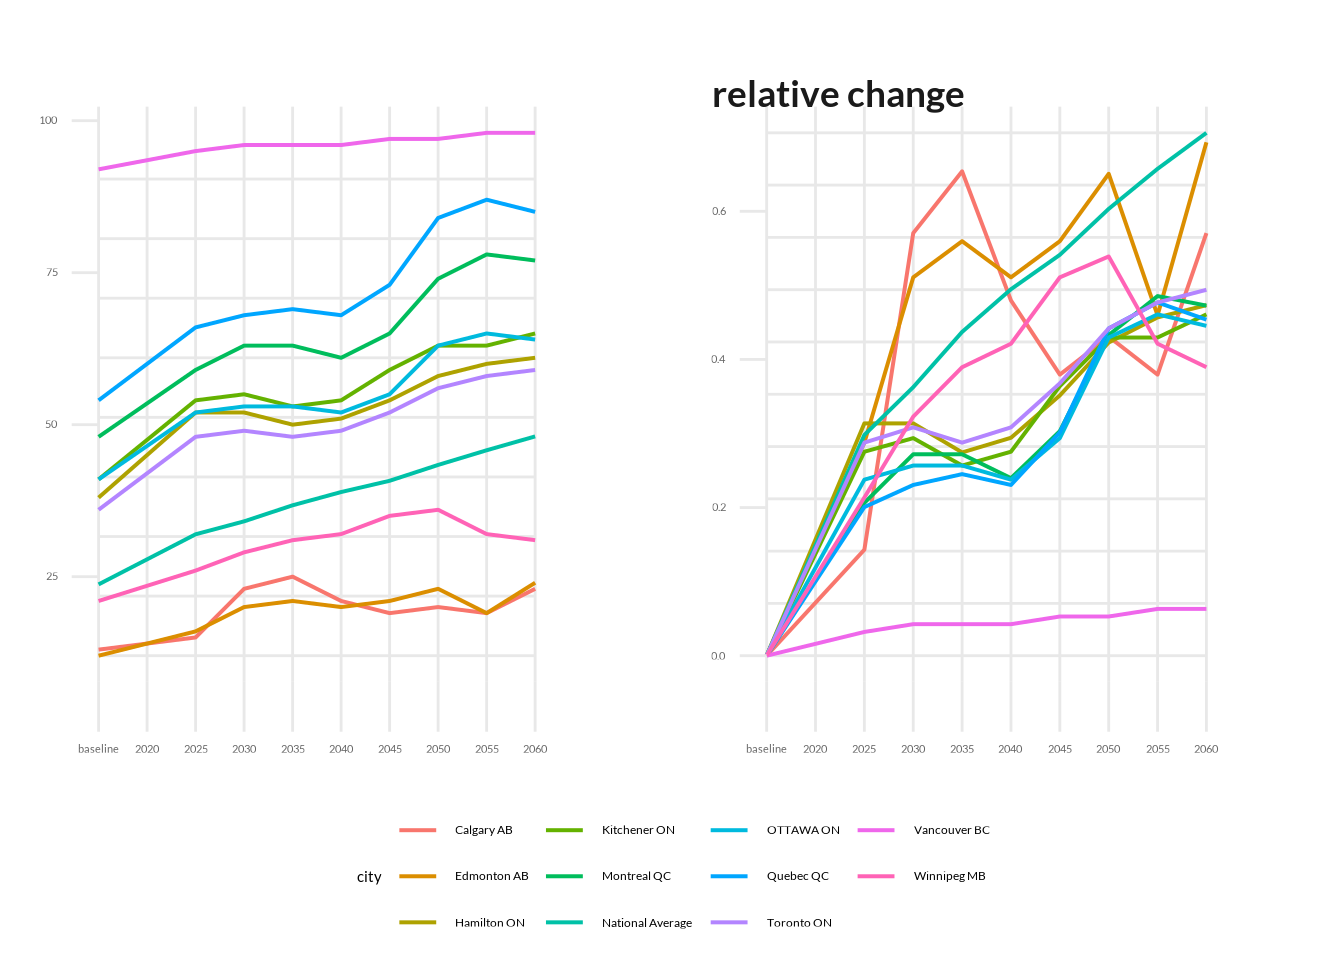 relative change
100
75
50
25
baseline 2020 2025 2030 2035 2040 2045 2050 2055 2060
0.6
0.4
0.2
0.0
baseline 2020 2025 2030 2035 2040 2045 2050 2055 2060
city
Calgary AB
Edmonton AB
Hamilton ON
Kitchener ON
Montreal QC
National Average
OTTAWA ON
Quebec QC
Toronto ON
Vancouver BC
Winnipeg MB